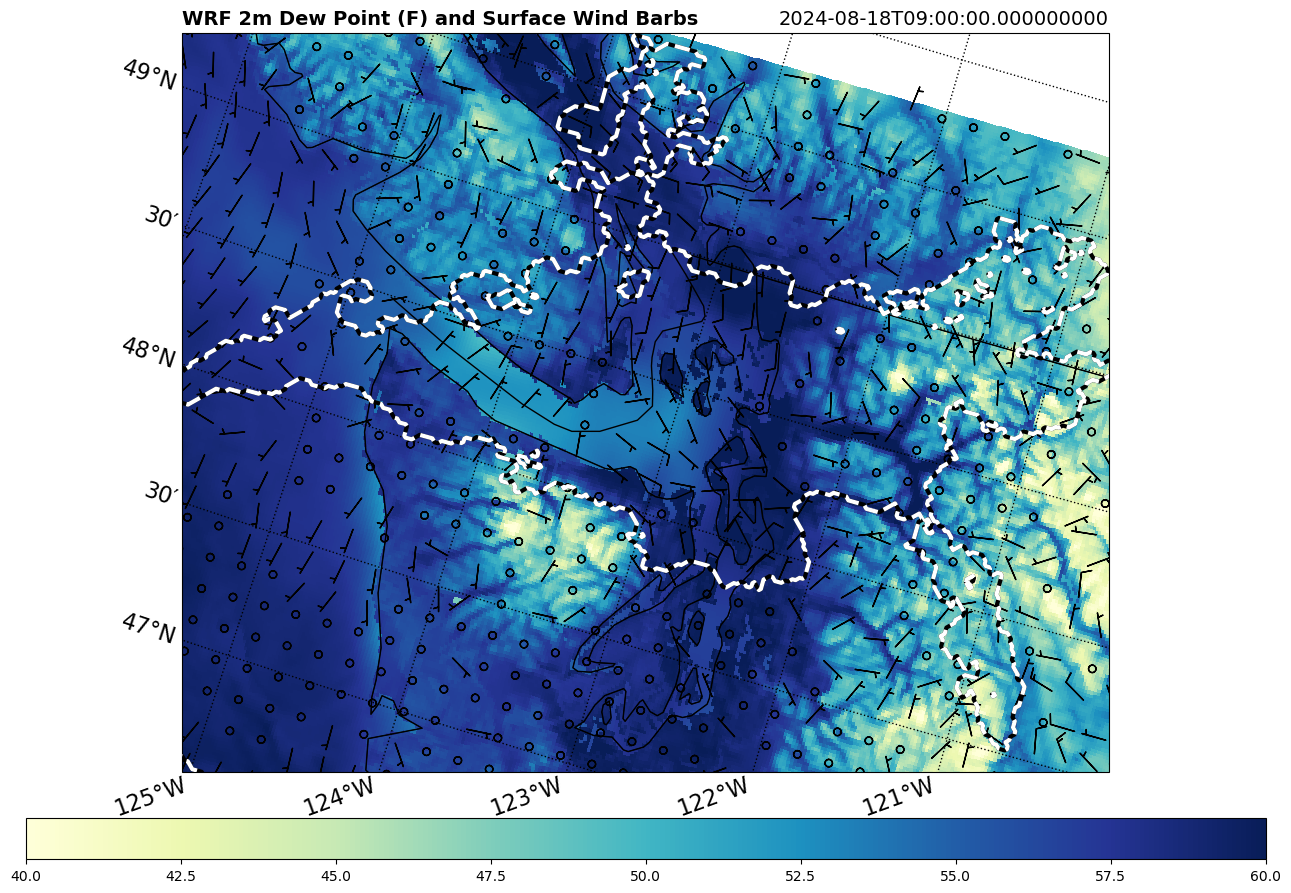 WRF 2m Dew Point (F) and Surface Wind Barbs 2024-08-18T09:00:00.000000000
49°N
30′
48°N
30′
47°N
125°W 124°W 123°W 122°W 121°W
40.0 42.5 45.0 47.5 50.0 52.5 55.0 57.5 60.0